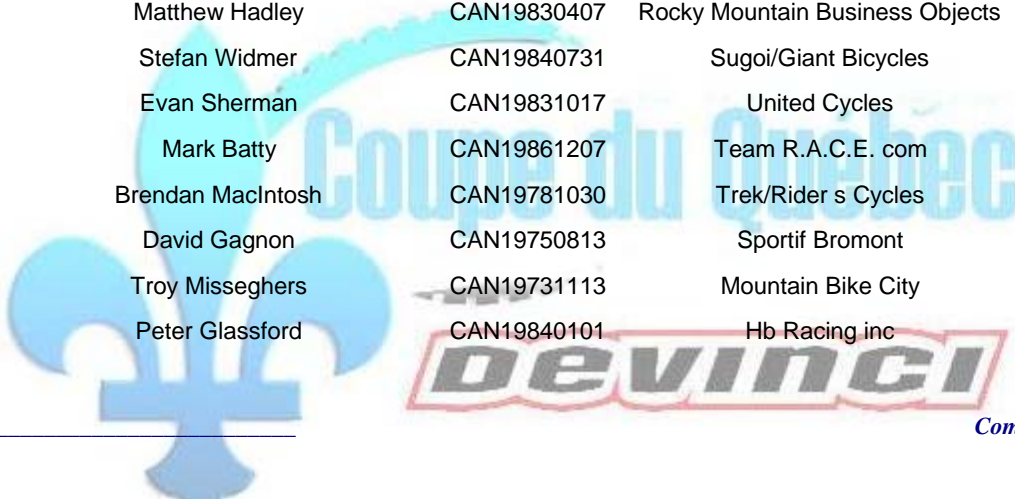 Matthew Hadley CAN19830407 Rocky Mountain Business Objects
Stefan Widmer CAN19840731 Sugoi/Giant Bicycles
Evan Sherman CAN19831017 United Cycles
Mark Batty CAN19861207 Team R.A.C.E. com
Brendan MacIntosh CAN19781030 Trek/Rider s Cycles
David Gagnon CAN19750813 Sportif Bromont
Troy Misseghers CAN19731113 Mountain Bike City
Peter Glassford CAN19840101 Hb Racing inc
Coupe du Québec
DEVINCI
Com